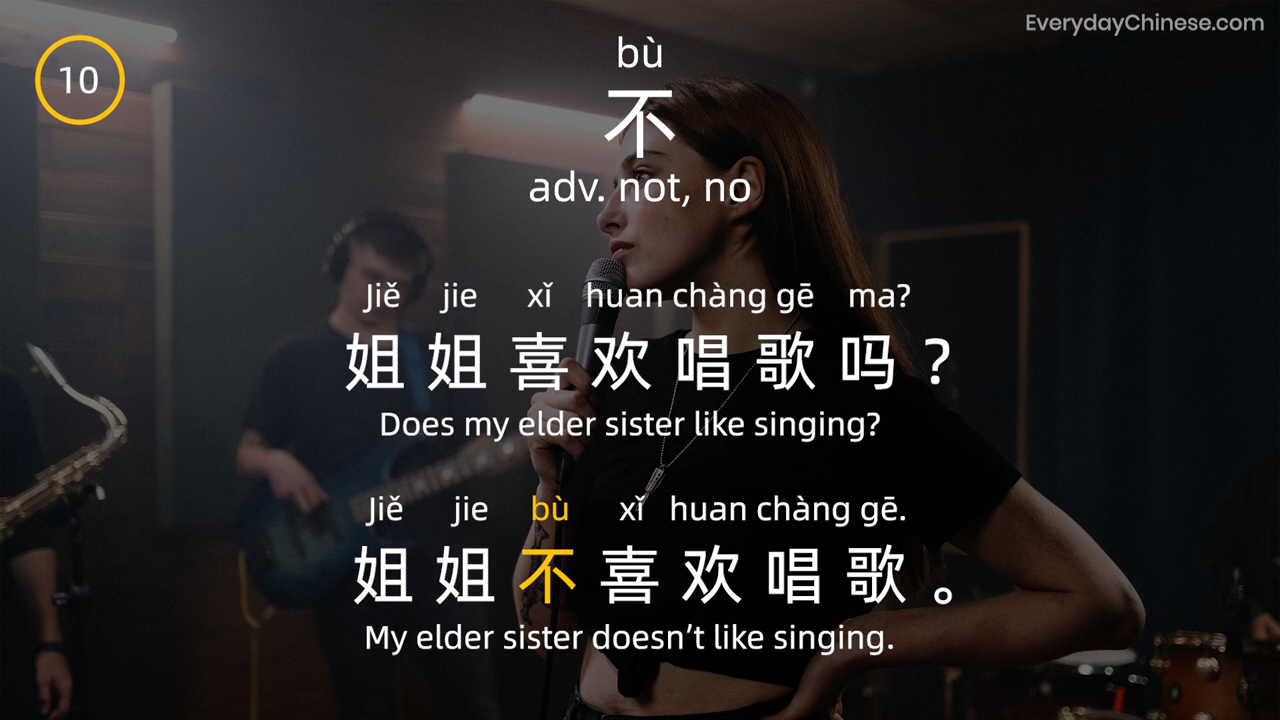 EverydayChinese.com
10
bù
不
adv. not, no
Jiě jie xǐ huan chàng gē ma?
姐姐喜欢唱歌吗？
Does my elder sister like singing?
Jiě jie bù xǐ huan chàng gē.
姐姐不喜欢唱歌。
My elder sister doesn’t like singing.